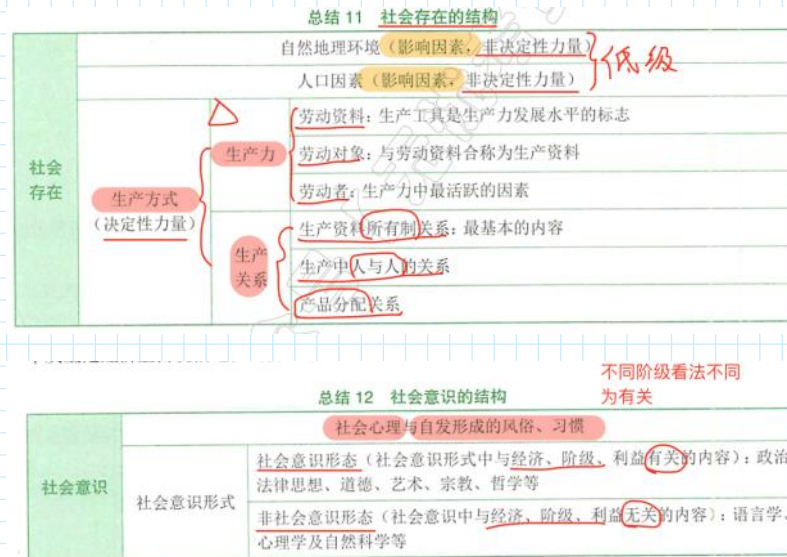 总结 11 社会存在的结构
自然地理环境（影响因素，非决定性力量）
人口因素（影响因素，非决定性力量）
低级
劳动资料：生产工具是生产力发展水平的标志
生产力
劳动对象：与劳动资料合称为生产资料
社会
存在
劳动者：生产力中最活跃的因素
生产方式
（决定性力量）
生产资料所有制关系：最基本的内容
生产
关系
生产中人与人的关系
产品分配关系
不同阶级看法不同
为有关
总结 12 社会意识的结构
社会心理与自发形成的风俗、习惯
社会意识
社会意识形式
社会意识形态（社会意识形式中与经济、阶级、利益有关的内容）：政治
法律思想、道德、艺术、宗教、哲学等
非社会意识形态（社会意识中与经济、阶级、利益无关的内容）：语言学、
心理学及自然科学等